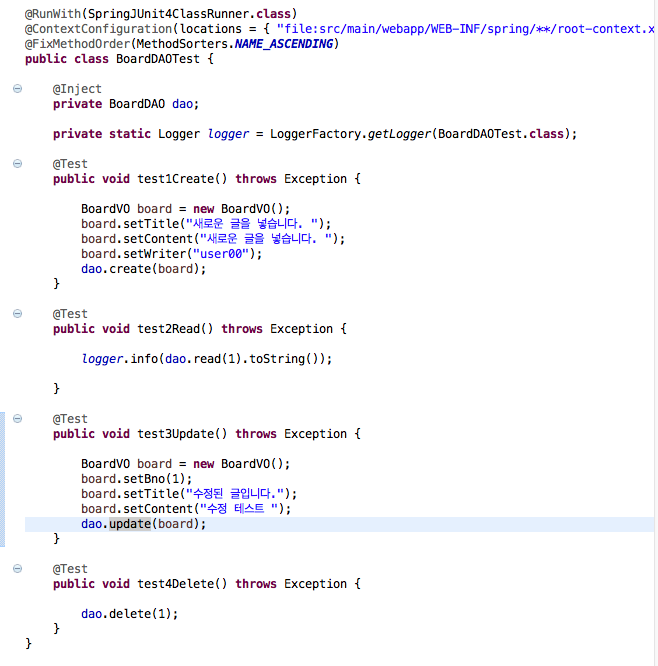 @RunWith(SpringJUnit4ClassRunner.class)
@ContextConfiguration(locations = { "file:src/main/webapp/WEB-INF/spring/**/root-context.x
@FixMethodOrder(MethodSorters.NAME_ASCENDING)
public class BoardDAOTest {
@Inject
private BoardDAO dao;
private static Logger logger = LoggerFactory.getLogger(BoardDAOTest.class);
@Test
public void test1Create() throws Exception {
BoardVO board = new BoardVO();
board.setTitle("새로운 글을 넣습니다. ");
board.setContent("새로운 글을 넣습니다. ");
board.setWriter("user00");
dao.create(board);
}
@Test
public void test2Read() throws Exception {
logger.info(dao.read(1).toString());
}
@Test
public void test3Update() throws Exception {
BoardVO board = new BoardVO();
board.setBno(1);
board.setTitle("수정된 글입니다.");
board.setContent("수정 테스트 ");
dao.update(board);
}
@Test
public void test4Delete() throws Exception {
dao.delete(1);
}
}